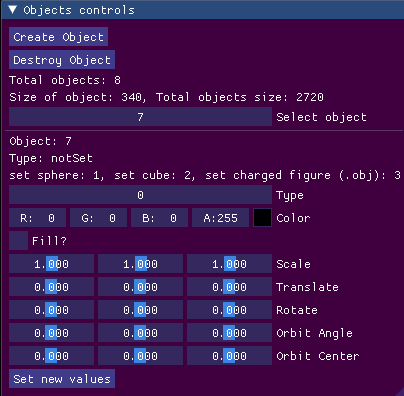 Objects controls
Create Object
Destroy Object
Total objects: 8
Size of object: 340, Total objects size: 2720
7 Select object
Object: 7
Type: notSet
set sphere: 1, set cube: 2, set charged figure (.obj): 3
0 Type
R: 0 G: 0 B: 0 A:255 Color
Fill?
1.000 1.000 1.000 Scale
0.000 0.000 0.000 Translate
0.000 0.000 0.000 Rotate
0.000 0.000 0.000 Orbit Angle
0.000 0.000 0.000 Orbit Center
Set new values